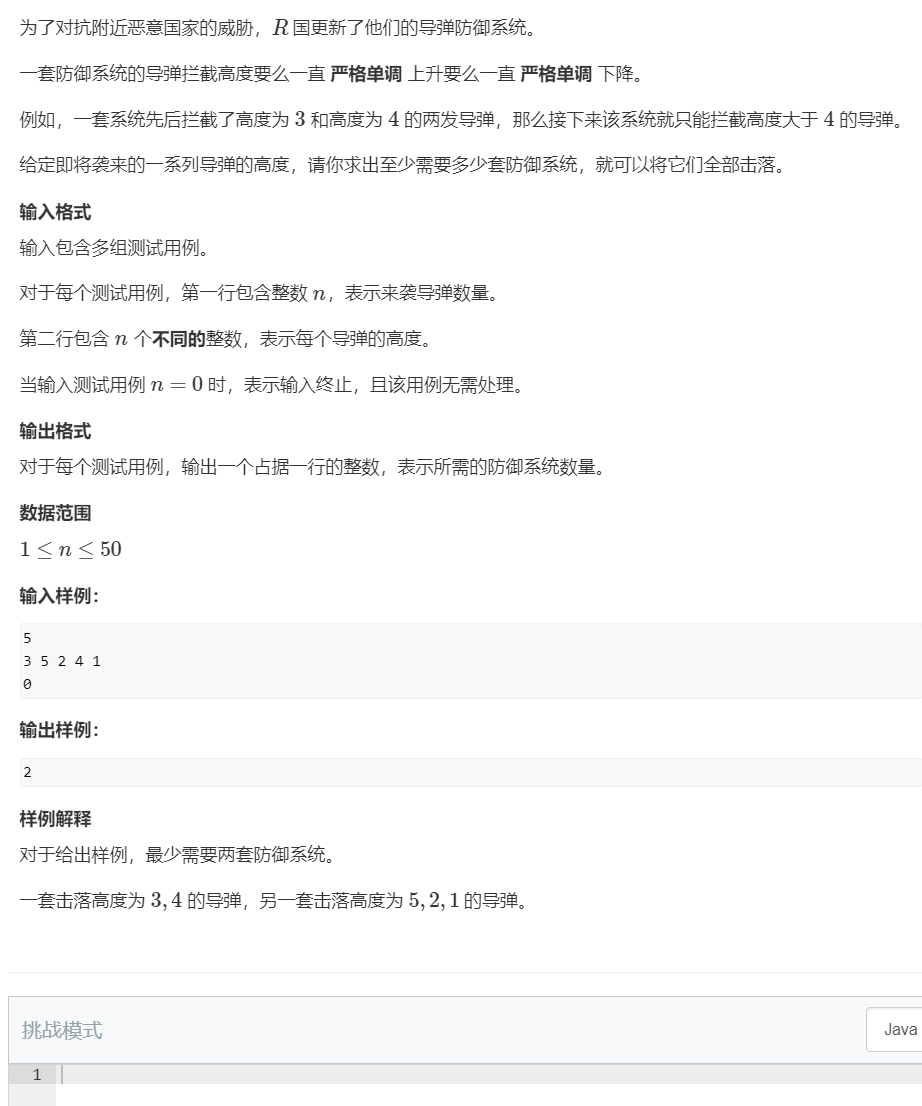 为了对抗附近恶意国家的威胁，R 国更新了他们的导弹防御系统。
一套防御系统的导弹拦截高度要么一直 严格单调 上升要么一直 严格单调 下降。
例如，一套系统先后拦截了高度为 3 和高度为 4 的两发导弹，那么接下来该系统就只能拦截高度大于 4 的导弹。
给定即将袭来的一系列导弹的高度，请你求出至少需要多少套防御系统，就可以将它们全部击落。
输入格式
输入包含多组测试用例。
对于每个测试用例，第一行包含整数 n，表示来袭导弹数量。
第二行包含 n 个不同的整数，表示每个导弹的高度。
当输入测试用例 n = 0 时，表示输入终止，且该用例无需处理。
输出格式
对于每个测试用例，输出一个占据一行的整数，表示所需的防御系统数量。
数据范围
1 ≤ n ≤ 50
输入样例：
5
3 5 2 4 1
0
输出样例：
2
样例解释
对于给出样例，最少需要两套防御系统。
一套击落高度为 3, 4 的导弹，另一套击落高度为 5, 2, 1 的导弹。
挑战模式
Java
1